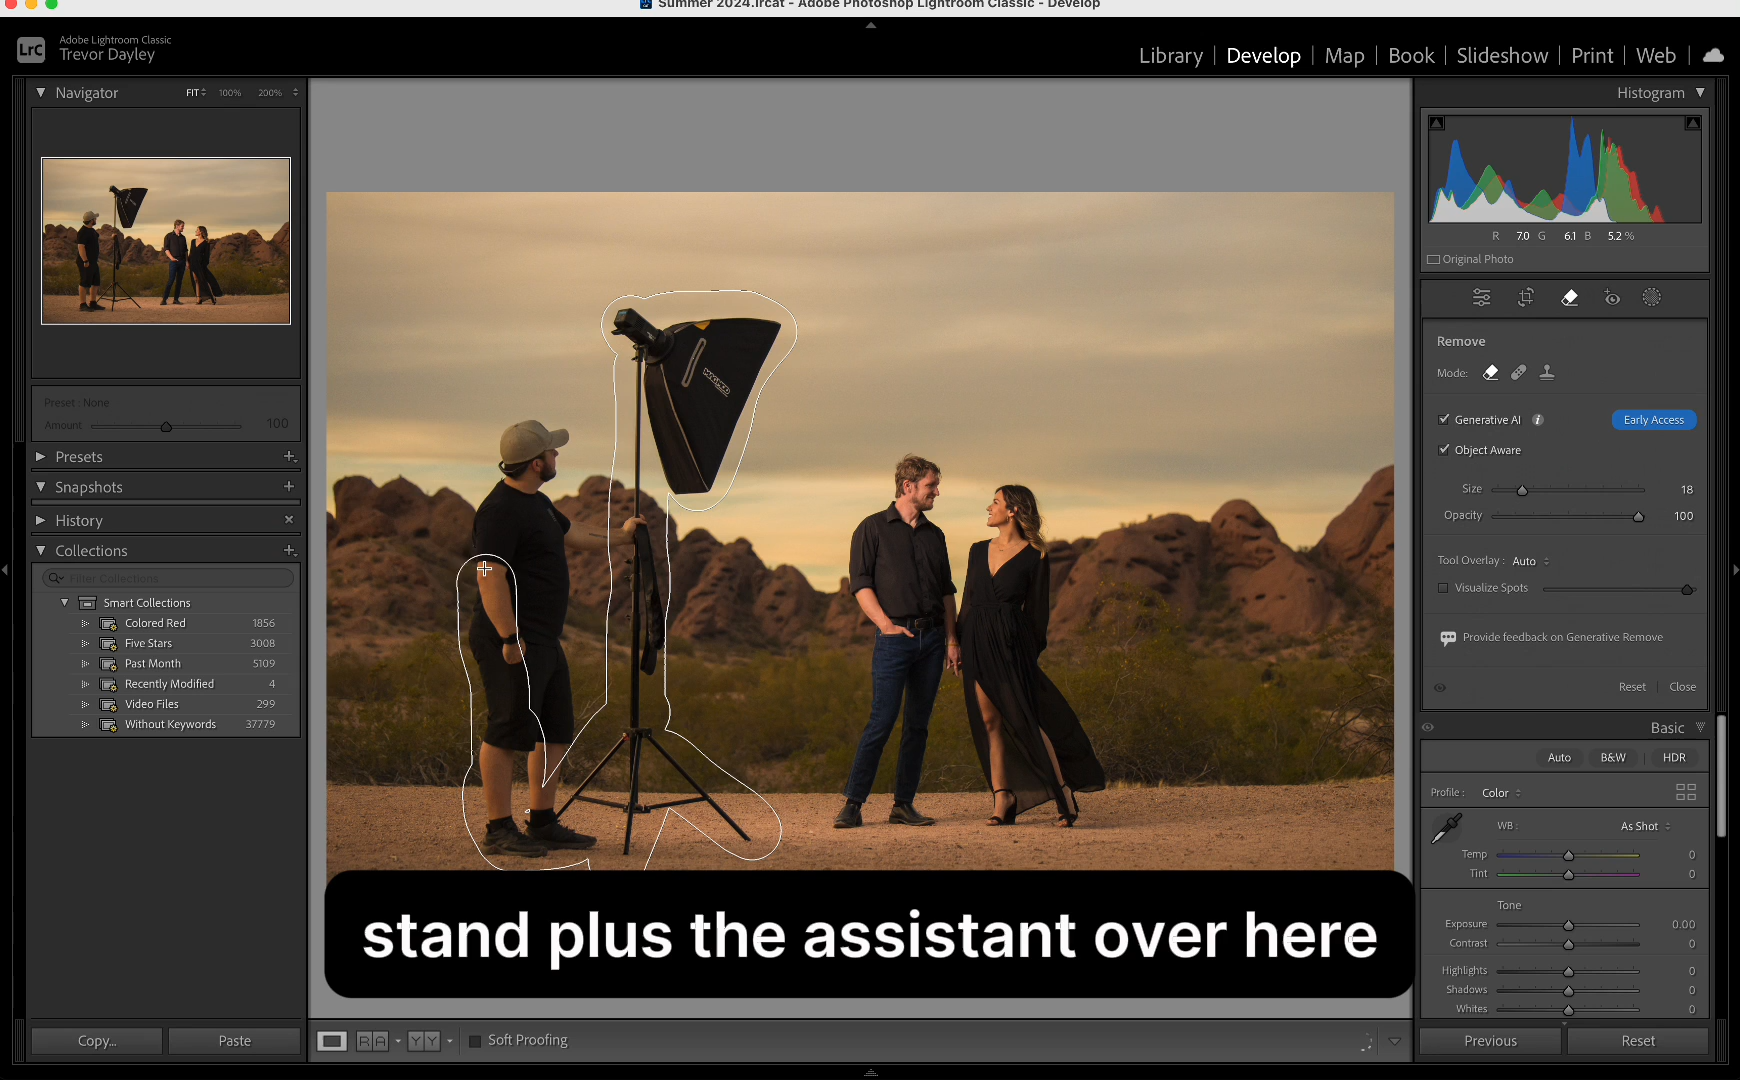 Summer 2024.lrcat - Adobe Photoshop Lightroom Classic - Develop
LrC
Adobe Lightroom Classic
Trevor Dayley
Library | Develop | Map | Book | Slideshow | Print | Web
Navigator FIT 100% 200%
Preset : None
Amount 100
Presets
Snapshots
History
Collections
Filter Collections
Smart Collections
Colored Red 1856
Five Stars 3008
Past Month 5109
Recently Modified 4
Video Files 299
Without Keywords 37779
Copy... Paste
MAGMOD
stand plus the assistant over here
R A Y Y Soft Proofing
Histogram
R 7.0 G 6.1 B 5.2 %
Original Photo
Remove
Mode:
Generative AI i Early Access
Object Aware
Size 18
Opacity 100
Tool Overlay : Auto
Visualize Spots
Provide feedback on Generative Remove
Reset | Close
Basic
Auto B&W HDR
Profile : Color
WB : As Shot
Temp 0
Tint 0
Tone
Exposure 0.00
Contrast 0
Highlights 0
Shadows 0
Whites 0
Previous Reset